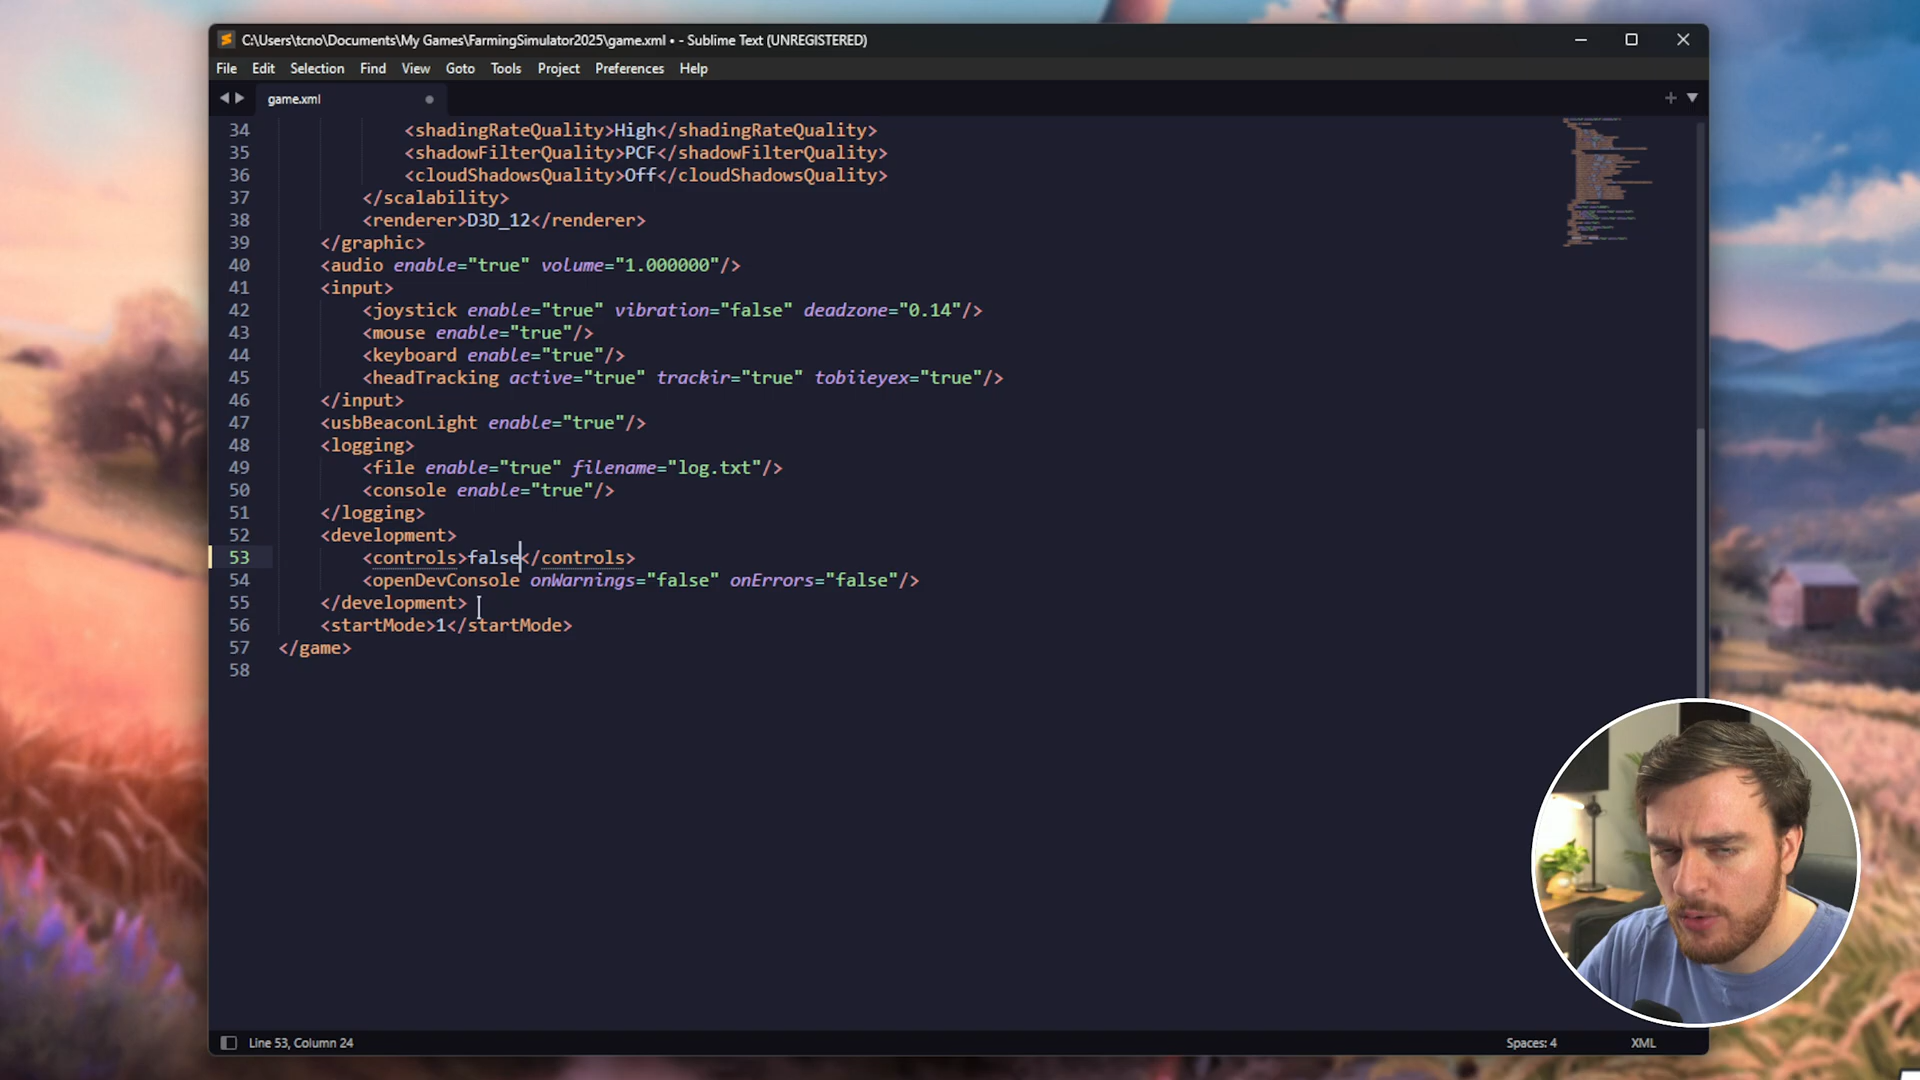 C:\Users\tcno\Documents\My Games\FarmingSimulator2025\game.xml • - Sublime Text (UNREGISTERED)
File Edit Selection Find View Goto Tools Project Preferences Help
game.xml
34 <shadingRateQuality>High</shadingRateQuality>
35 <shadowFilterQuality>PCF</shadowFilterQuality>
36 <cloudShadowsQuality>Off</cloudShadowsQuality>
37 </scalability>
38 <renderer>D3D_12</renderer>
39 </graphic>
40 <audio enable="true" volume="1.000000"/>
41 <input>
42 <joystick enable="true" vibration="false" deadzone="0.14"/>
43 <mouse enable="true"/>
44 <keyboard enable="true"/>
45 <headTracking active="true" trackir="true" tobiieyex="true"/>
46 </input>
47 <usbBeaconLight enable="true"/>
48 <logging>
49 <file enable="true" filename="log.txt"/>
50 <console enable="true"/>
51 </logging>
52 <development>
53 <controls>false</controls>
54 <openDevConsole onWarnings="false" onErrors="false"/>
55 </development>
56 <startMode>1</startMode>
57 </game>
58
Line 53, Column 24
Spaces: 4
XML